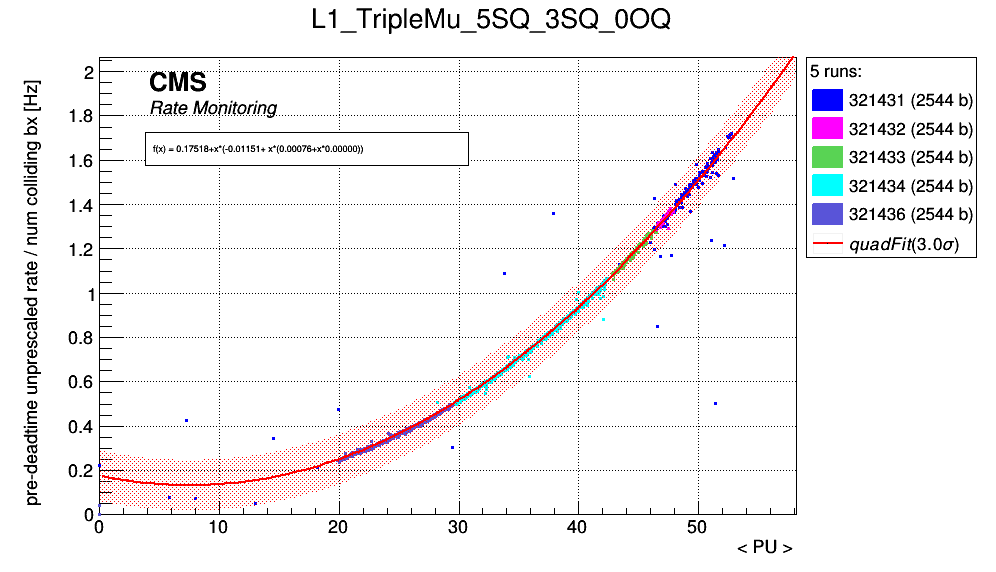 L1_TripleMu_5SQ_3SQ_0OQ
pre-deadtime unprescaled rate / num colliding bx [Hz]
CMS
Rate Monitoring
f(x) = 0.17518+x*(-0.01151+ x*(0.00076+x*0.00000))
2
1.8
1.6
1.4
1.2
1
0.8
0.6
0.4
0.2
0
0 10 20 30 40 50
< PU >
5 runs:
321431 (2544 b)
321432 (2544 b)
321433 (2544 b)
321434 (2544 b)
321436 (2544 b)
quadFit(3.0σ)